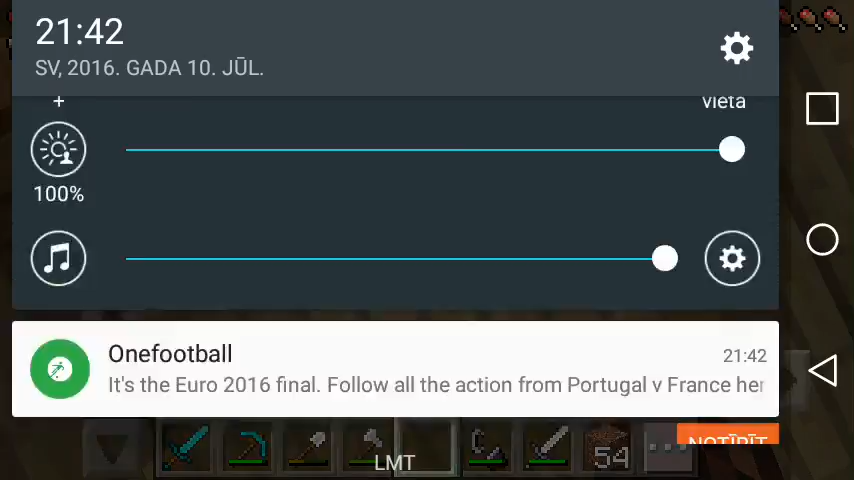 21:42
SV, 2016. GADA 10. JŪL.
+
vieta
100%
Onefootball
21:42
It's the Euro 2016 final. Follow all the action from Portugal v France her
NOTĪRĪT
54
LMT